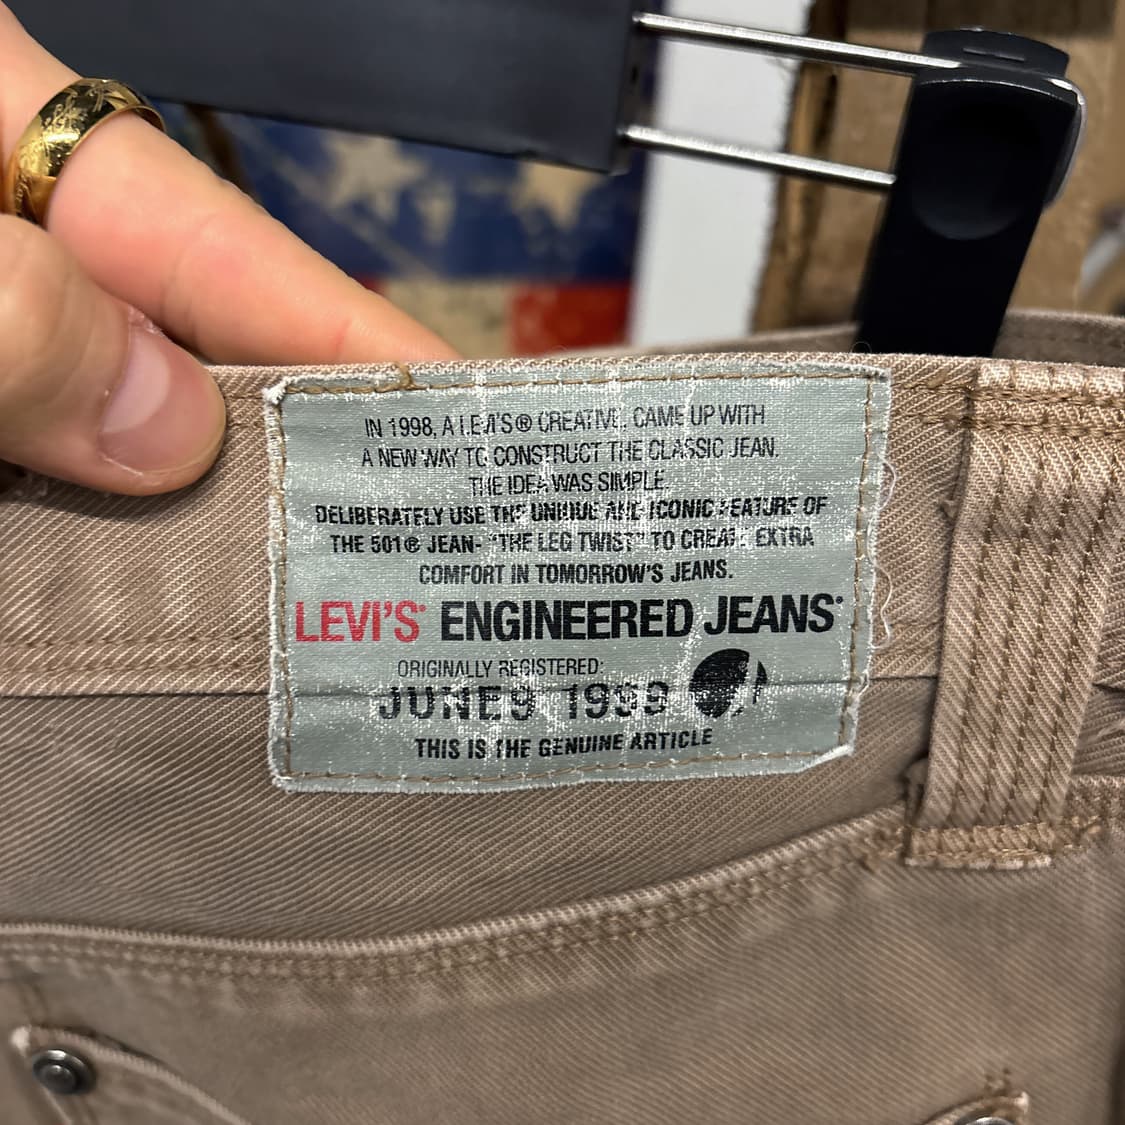 IN 1998, A LEVI'S® CREATIVE, CAME UP WITH
A NEW WAY TO CONSTRUCT THE CLASSIC JEAN.
THE IDEA WAS SIMPLE.
DELIBERATELY USE THE UNIQUE AND ICONIC FEATURE OF
THE 501® JEAN- "THE LEG TWIST" TO CREATE EXTRA
COMFORT IN TOMORROW'S JEANS.
LEVI'S® ENGINEERED JEANS®
ORIGINALLY REGISTERED:
JUNE 9 1999
THIS IS THE GENUINE ARTICLE